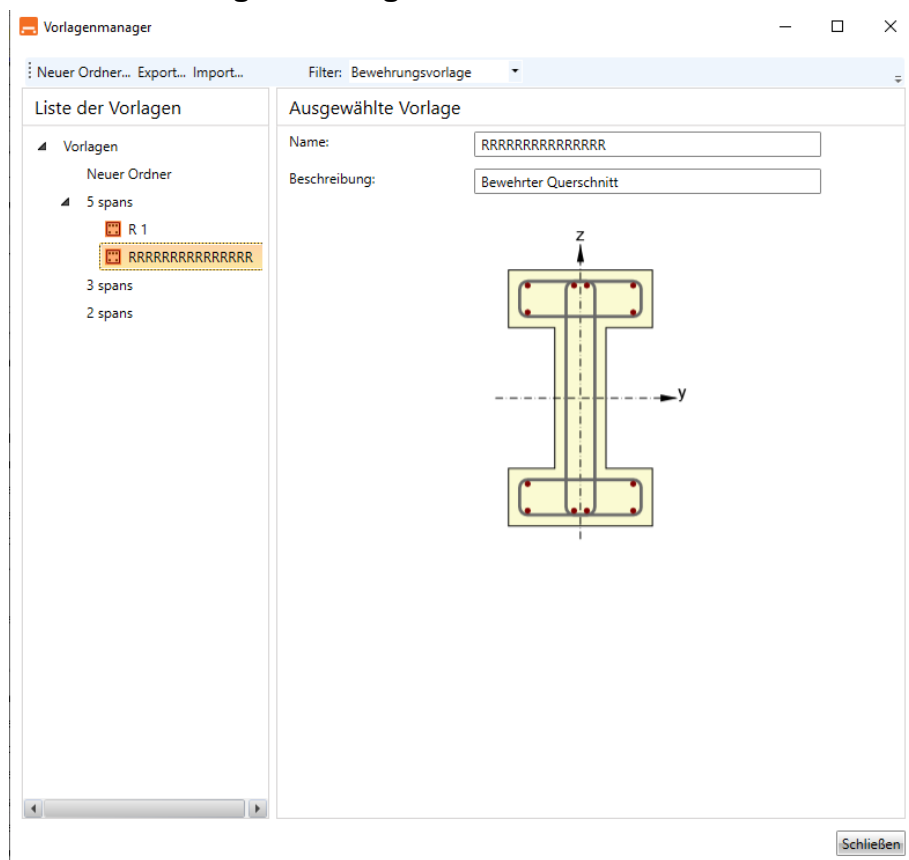 Vorlagenmanager
Neuer Ordner... Export... Import... Filter: Bewehrungsvorlage
Liste der Vorlagen
Vorlagen
Neuer Ordner
5 spans
R 1
RRRRRRRRRRRRRRR
3 spans
2 spans
Ausgewählte Vorlage
Name: RRRRRRRRRRRRRRR
Beschreibung: Bewehrter Querschnitt
z
y
Schließen